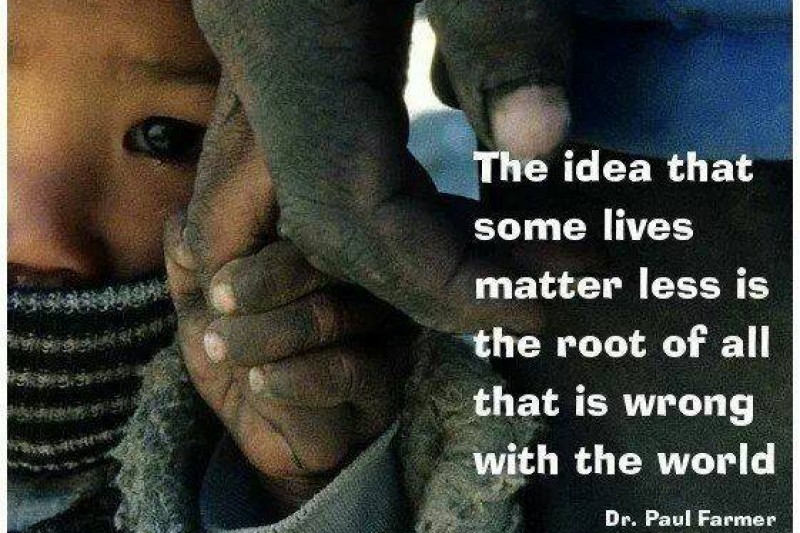 The idea that
some lives
matter less is
the root of all
that is wrong
with the world
Dr. Paul Farmer